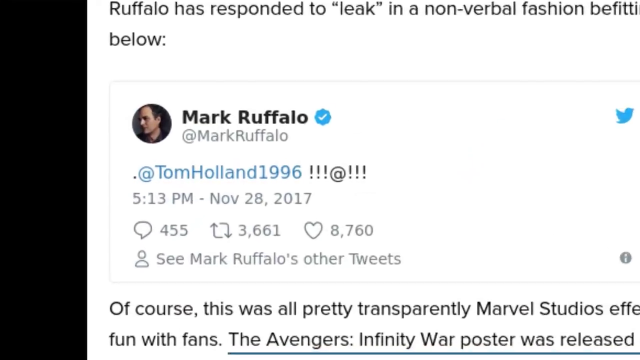 Ruffalo has responded to “leak” in a non-verbal fashion
below:
Mark Ruffalo
@MarkRuffalo
.@TomHolland1996 !!!@!!!
5:13 PM - Nov 28, 2017
455 3,661 8,760
See Mark Ruffalo's other Tweets
Of course, this was all pretty transparently Marvel Studios
fun with fans. The Avengers: Infinity War poster was released